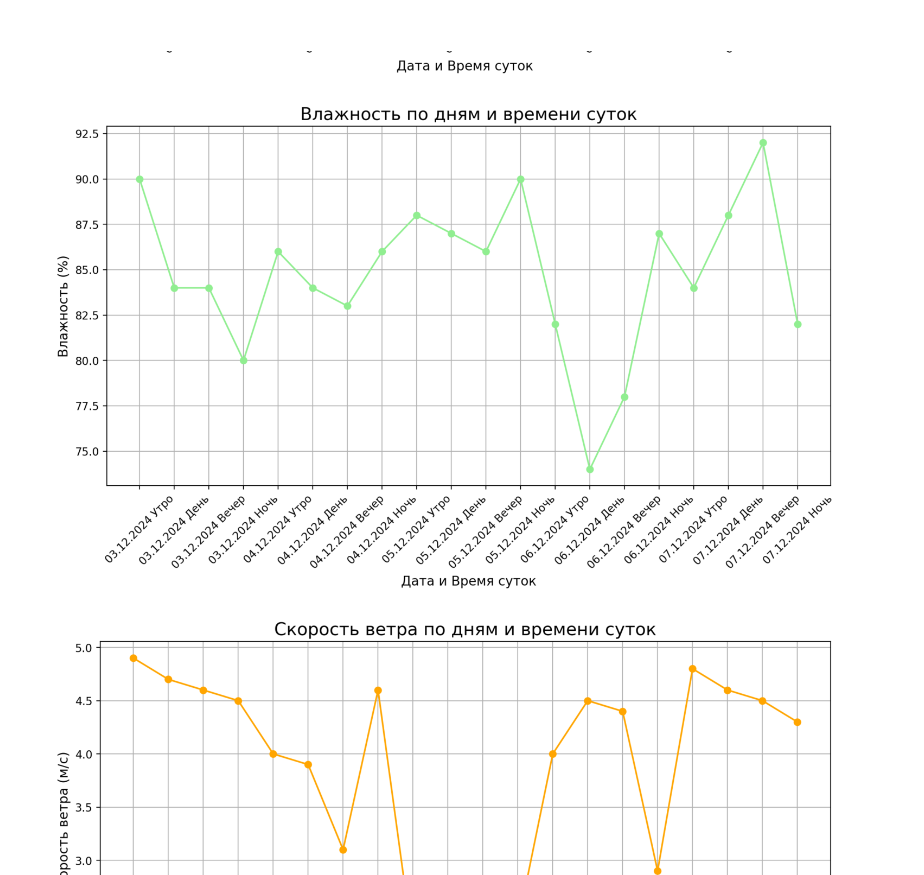 Дата и Время суток
Влажность по дням и времени суток
92.5
90.0
87.5
85.0
82.5
80.0
77.5
75.0
Влажность (%)
03.12.2024 Утро
03.12.2024 День
03.12.2024 Вечер
03.12.2024 Ночь
04.12.2024 Утро
04.12.2024 День
04.12.2024 Вечер
04.12.2024 Ночь
05.12.2024 Утро
05.12.2024 День
05.12.2024 Вечер
05.12.2024 Ночь
06.12.2024 Утро
06.12.2024 День
06.12.2024 Вечер
06.12.2024 Ночь
07.12.2024 Утро
07.12.2024 День
07.12.2024 Вечер
07.12.2024 Ночь
Дата и Время суток
Скорость ветра по дням и времени суток
5.0
4.5
4.0
3.5
3.0
орость ветра (м/с)